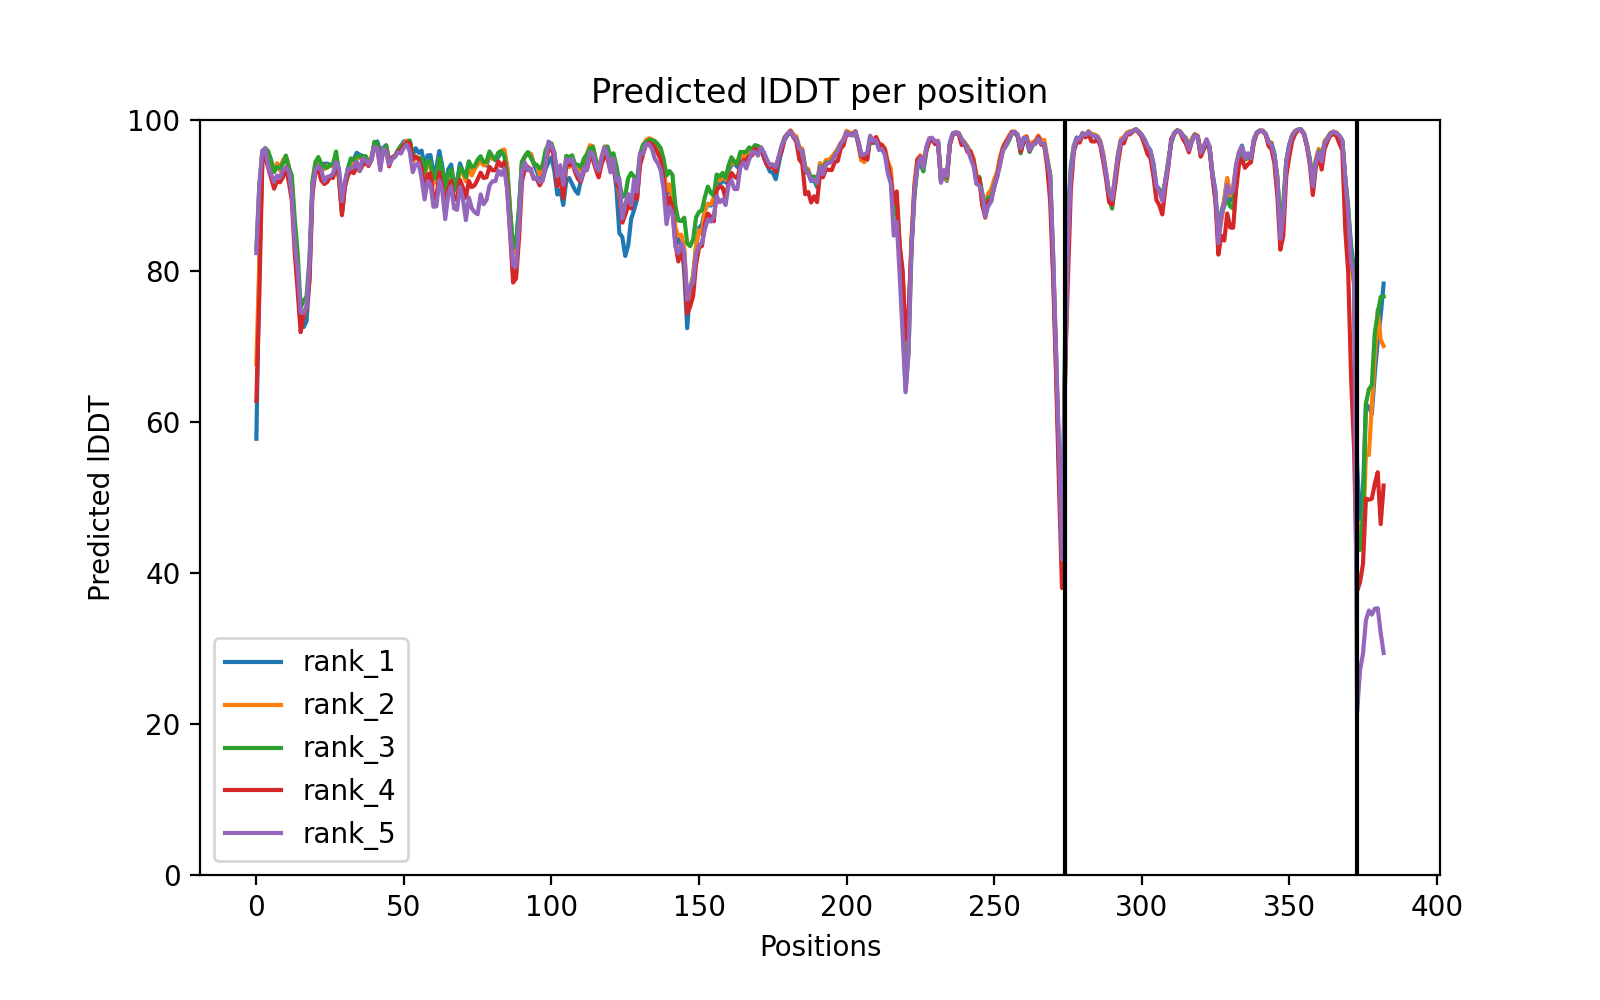 Predicted lDDT per position
100
80
60
40
20
0
Predicted lDDT
rank_1
rank_2
rank_3
rank_4
rank_5
0 50 100 150 200 250 300 350 400
Positions